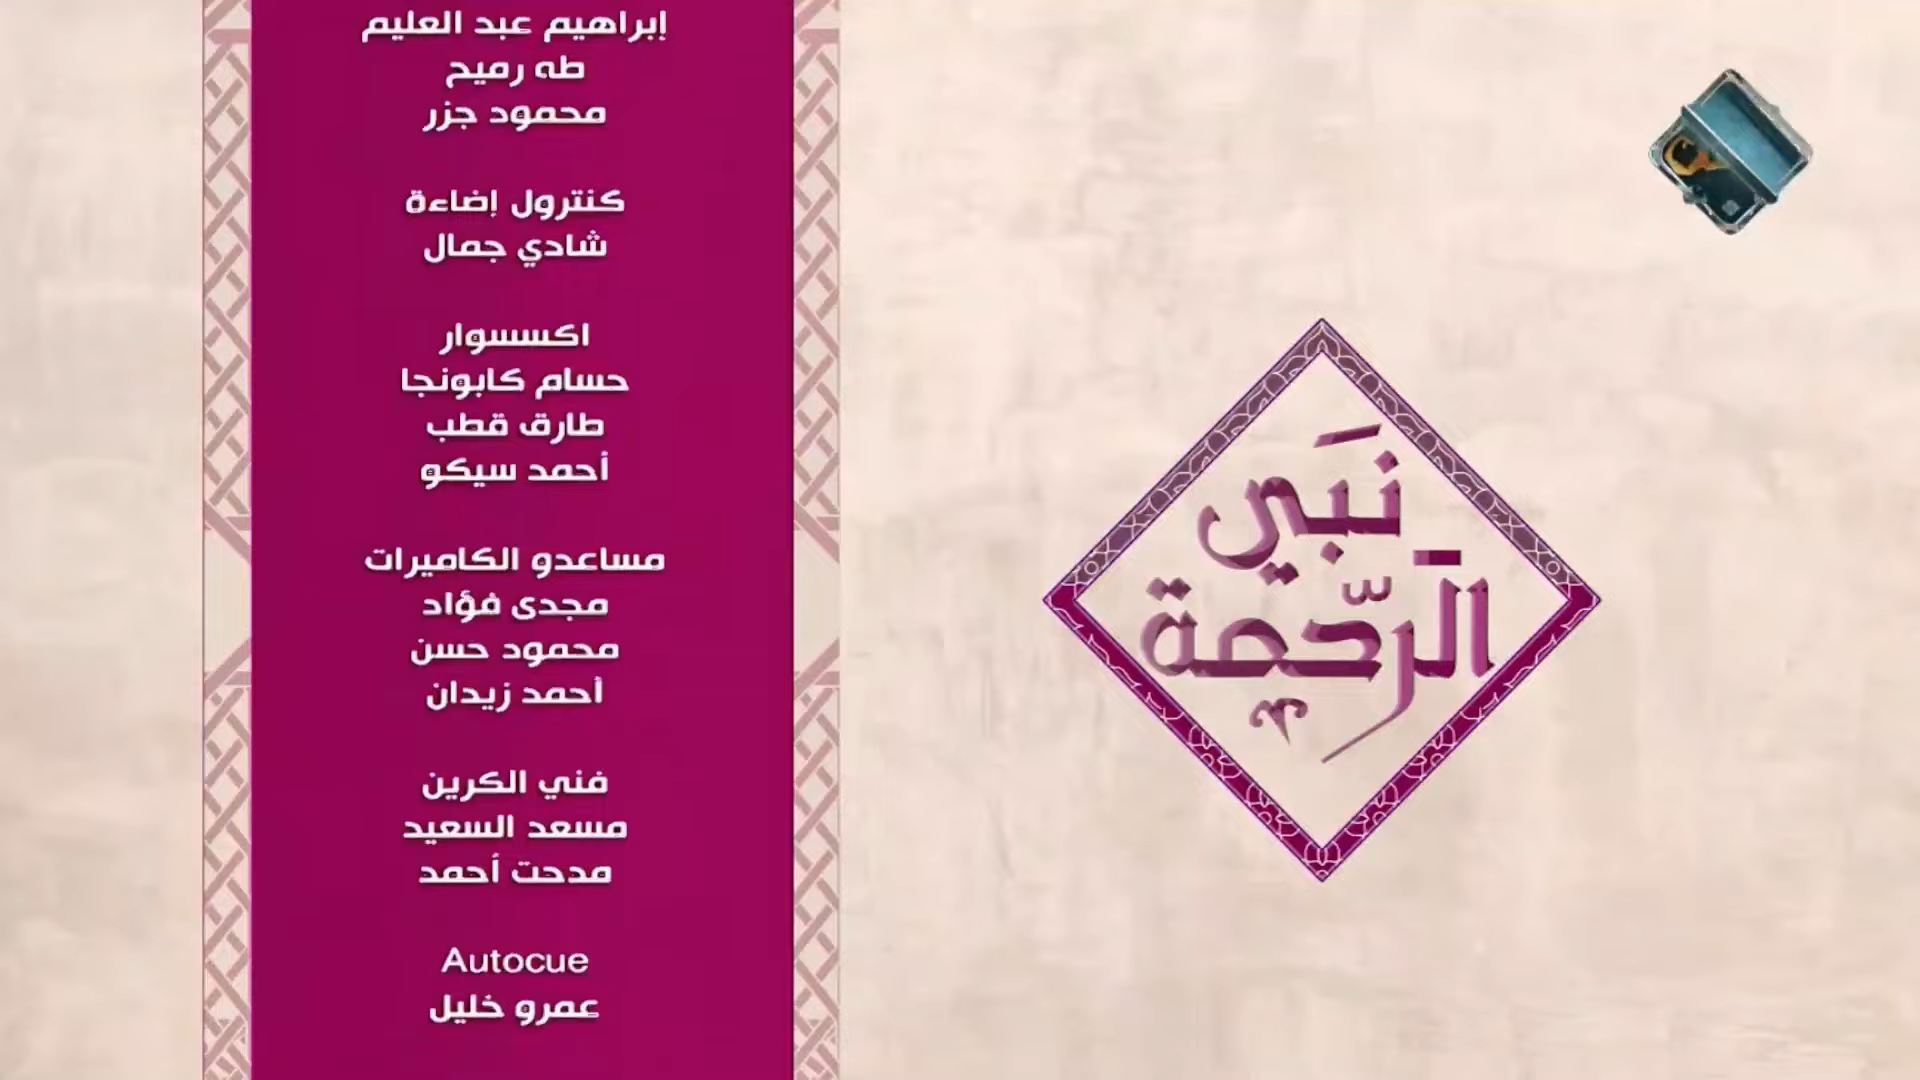 إبراهيم عبد العليم
طه رميح
محمود جزر
كنترول إضاءة
شادي جمال
اكسسوار
حسام كابونجا
طارق قطب
أحمد سيكو
مساعدو الكاميرات
مجدى فؤاد
محمود حسن
أحمد زيدان
فني الكرين
مسعد السعيد
مدحت أحمد
Autocue
عمرو خليل
نَبي
الرّحمة